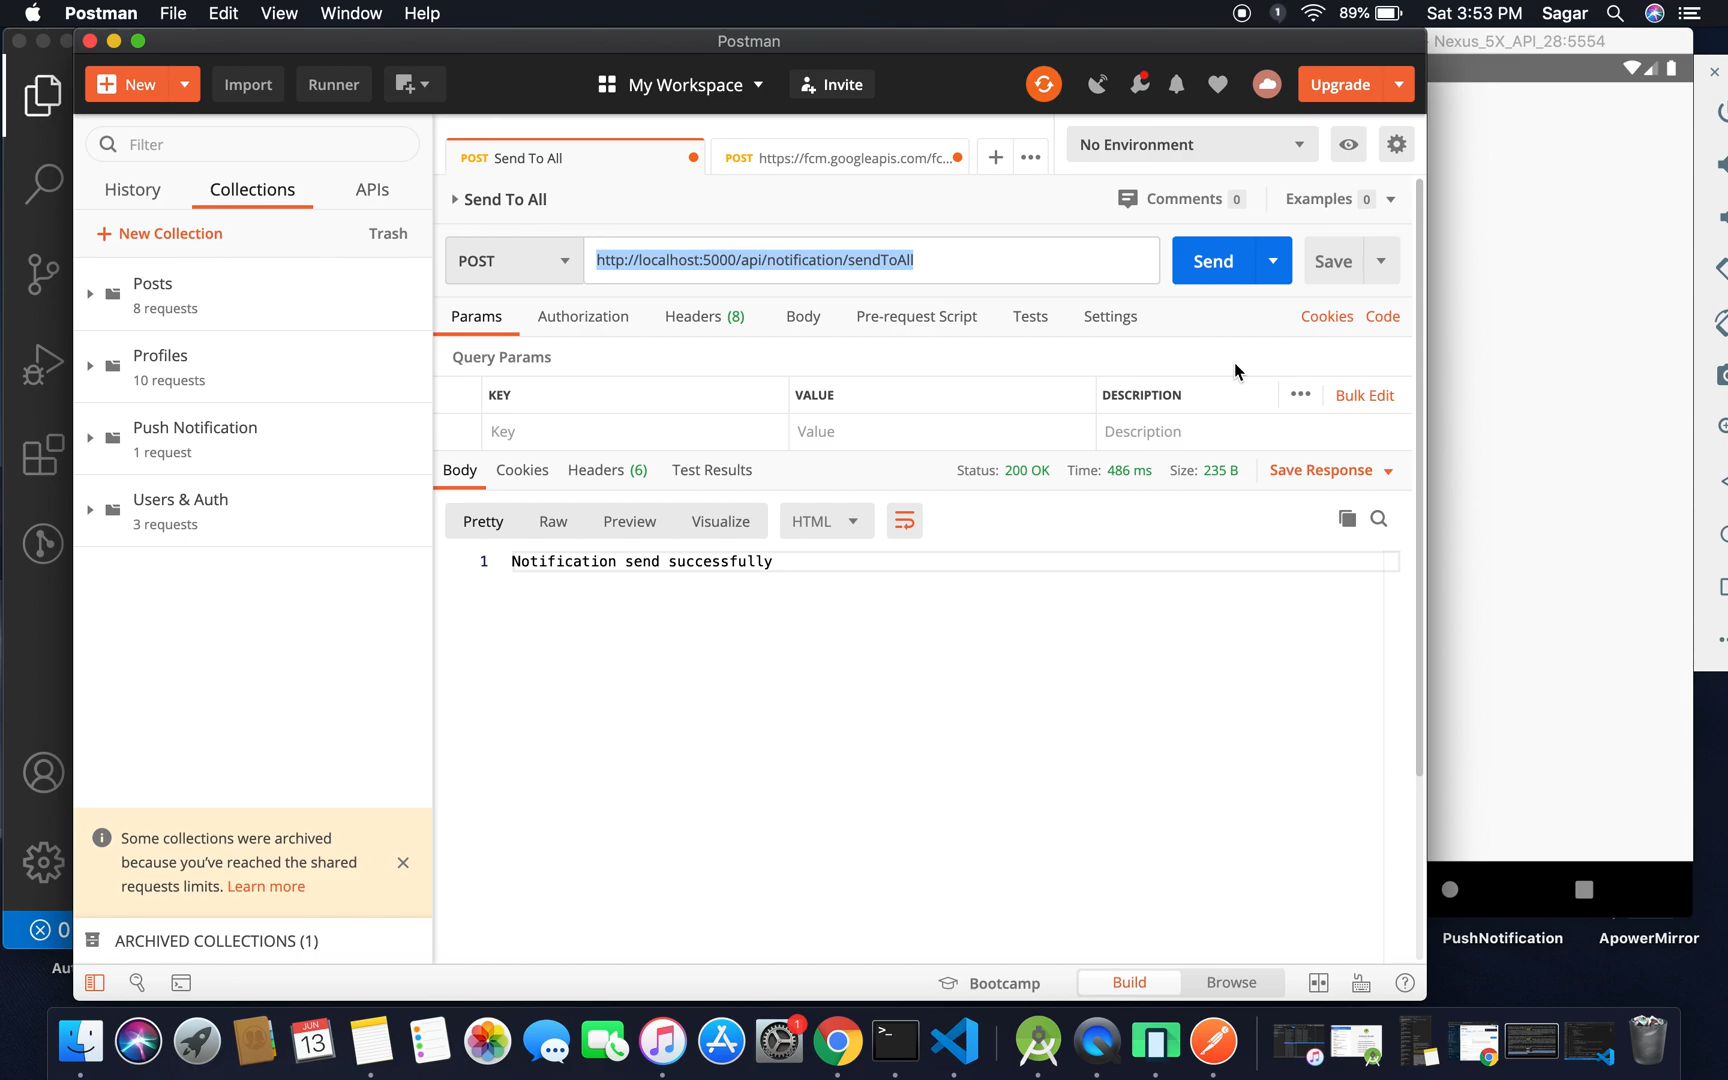 Postman File Edit View Window Help
1 89% Sat 3:53 PM Sagar
Postman
Nexus_5X_API_28:5554
New Import Runner
My Workspace Invite
Upgrade
Filter
History Collections APIs
New Collection Trash
Posts
8 requests
Profiles
10 requests
Push Notification
1 request
Users & Auth
3 requests
POST Send To All
POST https://fcm.googleapis.com/fc...
No Environment
Send To All
Comments 0 Examples 0
POST http://localhost:5000/api/notification/sendToAll Send Save
Params Authorization Headers (8) Body Pre-request Script Tests Settings Cookies Code
Query Params
KEY VALUE DESCRIPTION Bulk Edit
Key Value Description
Body Cookies Headers (6) Test Results Status: 200 OK Time: 486 ms Size: 235 B Save Response
Pretty Raw Preview Visualize HTML
1 Notification send successfully
Some collections were archived
because you've reached the shared
requests limits. Learn more
0
ARCHIVED COLLECTIONS (1)
PushNotification ApowerMirror
Bootcamp Build Browse
JUN
13
1